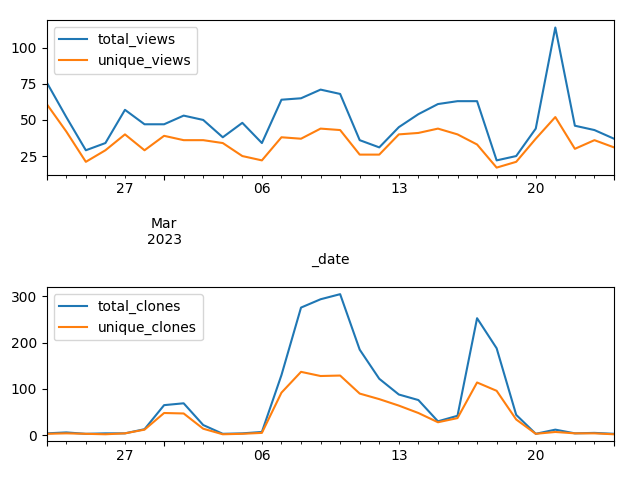 total_views
unique_views
100
75
50
25
27
06
13
20
Mar
2023
_date
total_clones
unique_clones
300
200
100
0
27
06
13
20